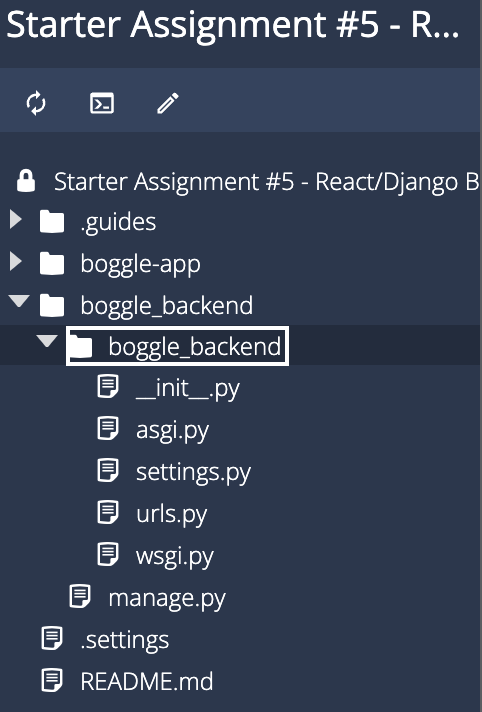 Starter Assignment #5 - R...
Starter Assignment #5 - React/Django B
.guides
boggle-app
boggle_backend
boggle_backend
__init__.py
asgi.py
settings.py
urls.py
wsgi.py
manage.py
.settings
README.md